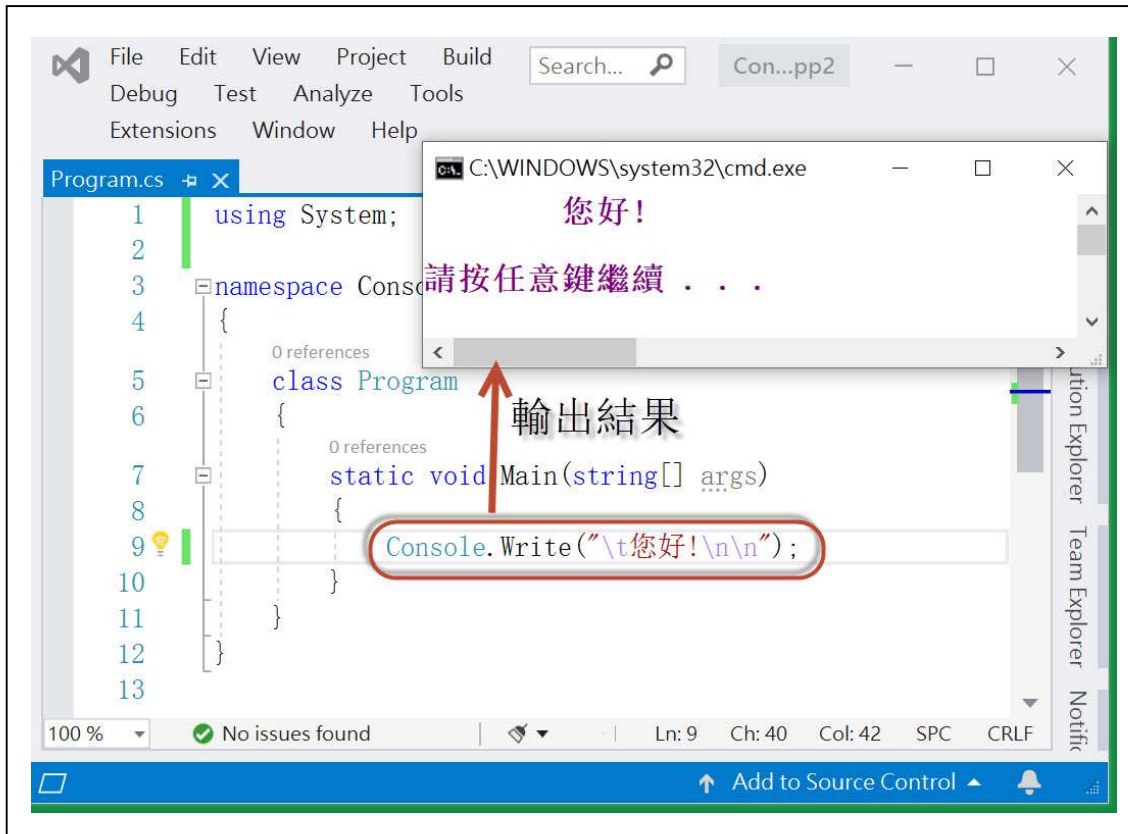 File Edit View Project Build Search... Con...pp2
Debug Test Analyze Tools
Extensions Window Help
C:\WINDOWS\system32\cmd.exe
您好!
請按任意鍵繼續 . . .
Program.cs
1 using System;
2
3 namespace Conso
4 {
0 references
5 class Program
6 {
輸出結果
0 references
7 static void Main(string[] args)
8 {
9 Console.Write("\t您好!\n\n");
10 }
11 }
12 }
13
ution Explorer
Team Explorer
Notific
100 % No issues found Ln: 9 Ch: 40 Col: 42 SPC CRLF
Add to Source Control